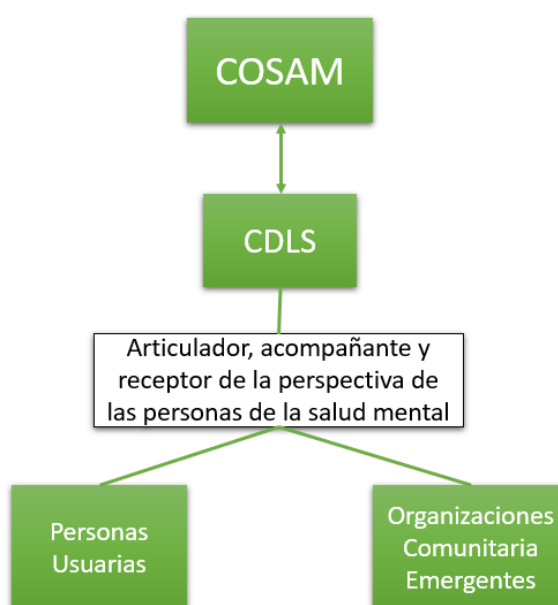 COSAM
CDLS
Articulador, acompañante y
receptor de la perspectiva de
las personas de la salud mental
Personas
Usuarias
Organizaciones
Comunitaria
Emergentes